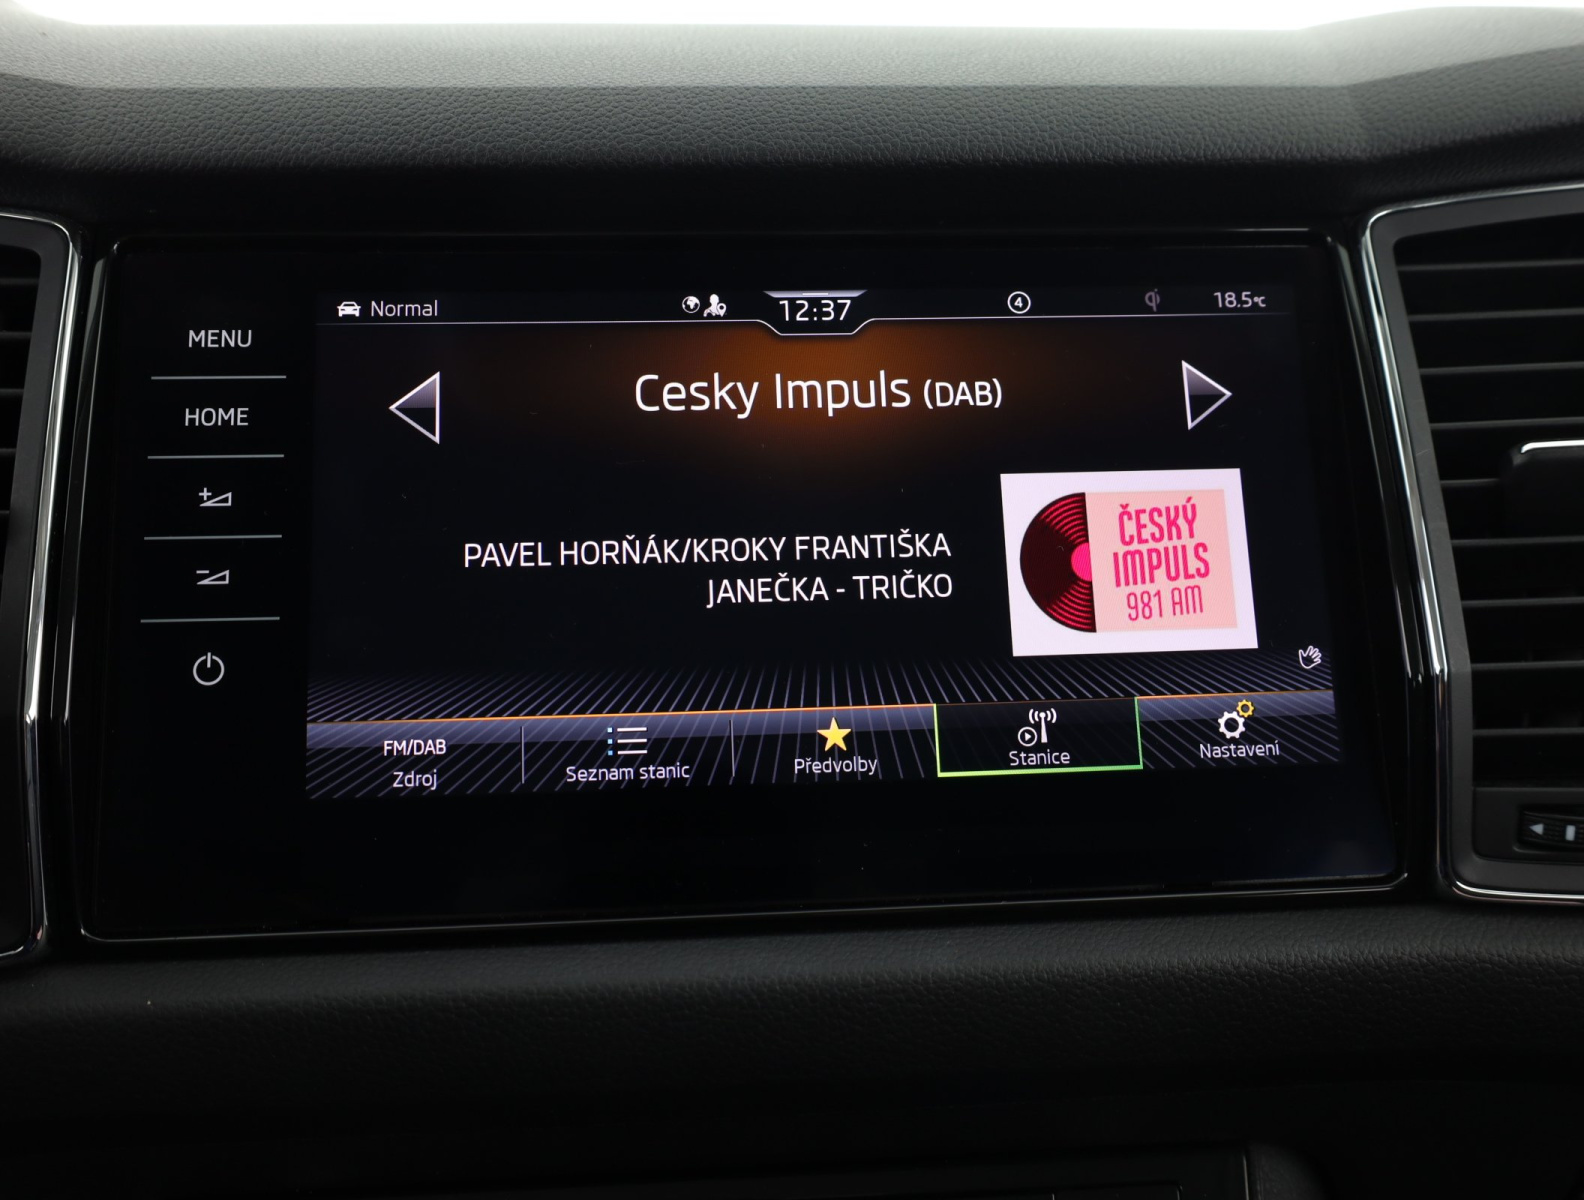 Normal
12:37
4
18.5°C
MENU
HOME
Cesky Impuls (DAB)
PAVEL HORŇÁK/KROKY FRANTIŠKA
JANEČKA - TRIČKO
ČESKÝ
IMPULS
981 AM
FM/DAB
Zdroj
Seznam stanic
Předvolby
Stanice
Nastavení